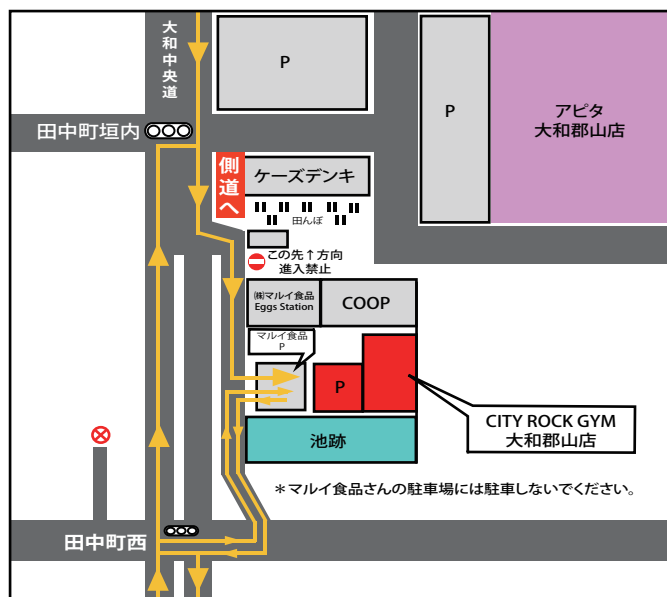 大和中央道
P
P
アピタ
大和郡山店
田中町垣内
側道へ
ケーズデンキ
田んぼ
この先↑方向
進入禁止
㈱マルイ食品
Eggs Station
COOP
マルイ食品
P
P
CITY ROCK GYM
大和郡山店
池跡
＊マルイ食品さんの駐車場には駐車しないでください。
田中町西